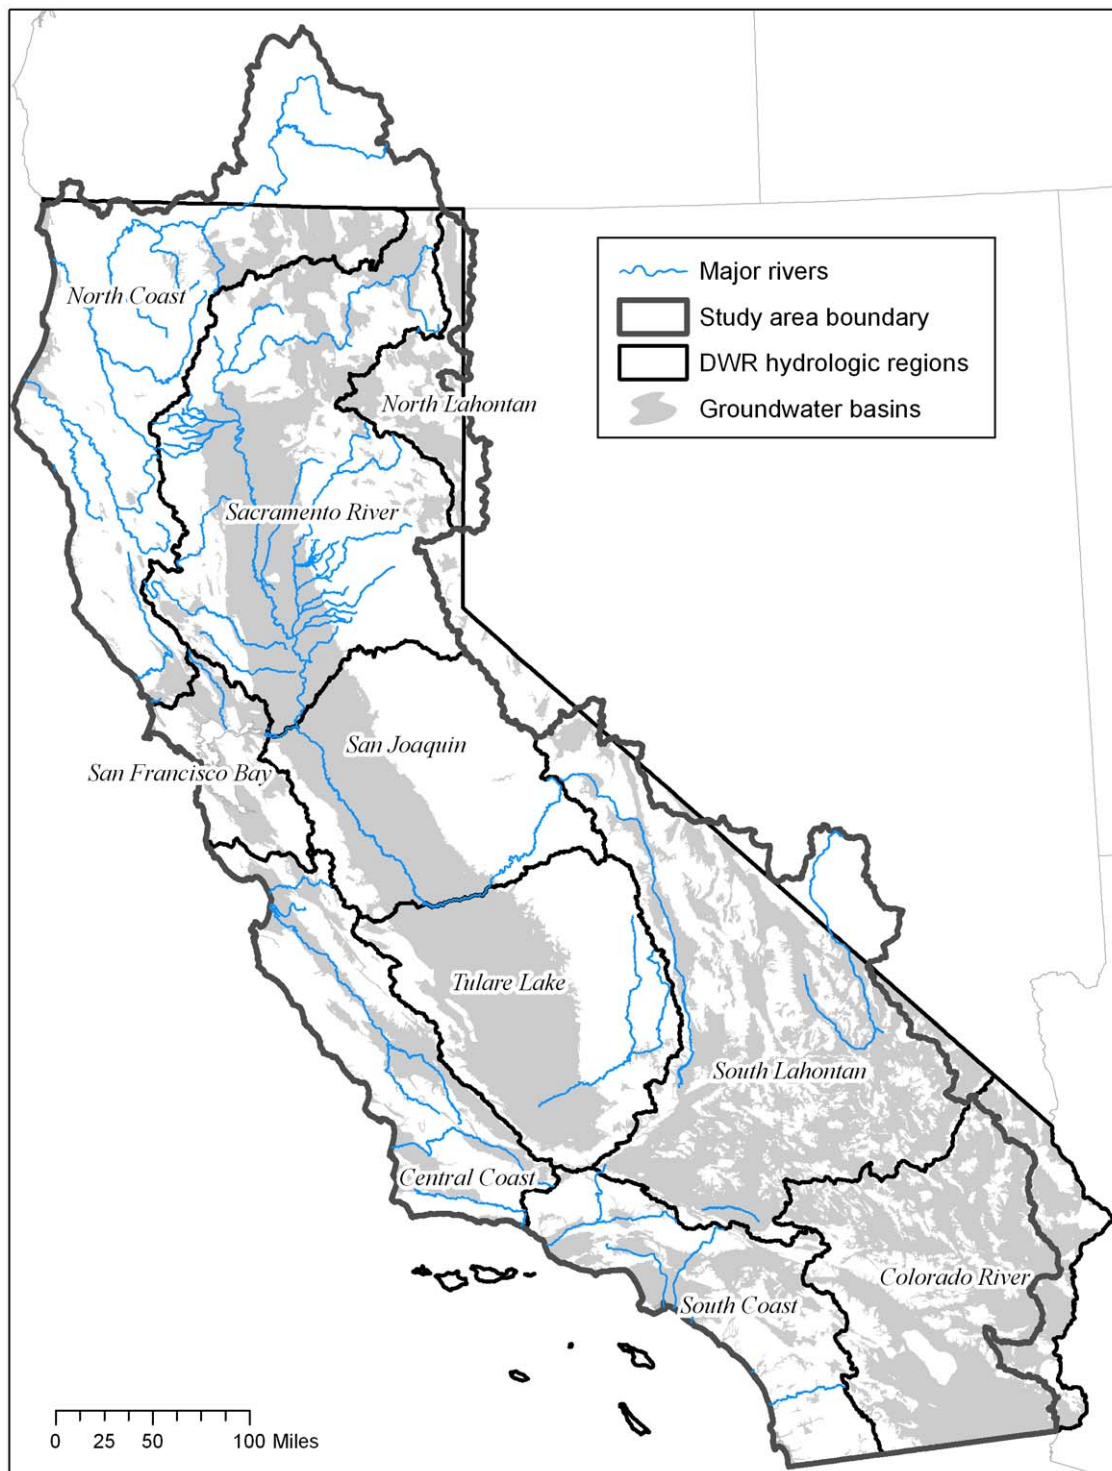 Major rivers
Study area boundary
North Coast
DWR hydrologic regions
North Lahontan
Groundwater basins
Sacramento River
San Joaquin
San Francisco Bay
Tulare Lake
South Lahontan
Central Coast
Colorado River
South Coast
0 25 50 100 Miles